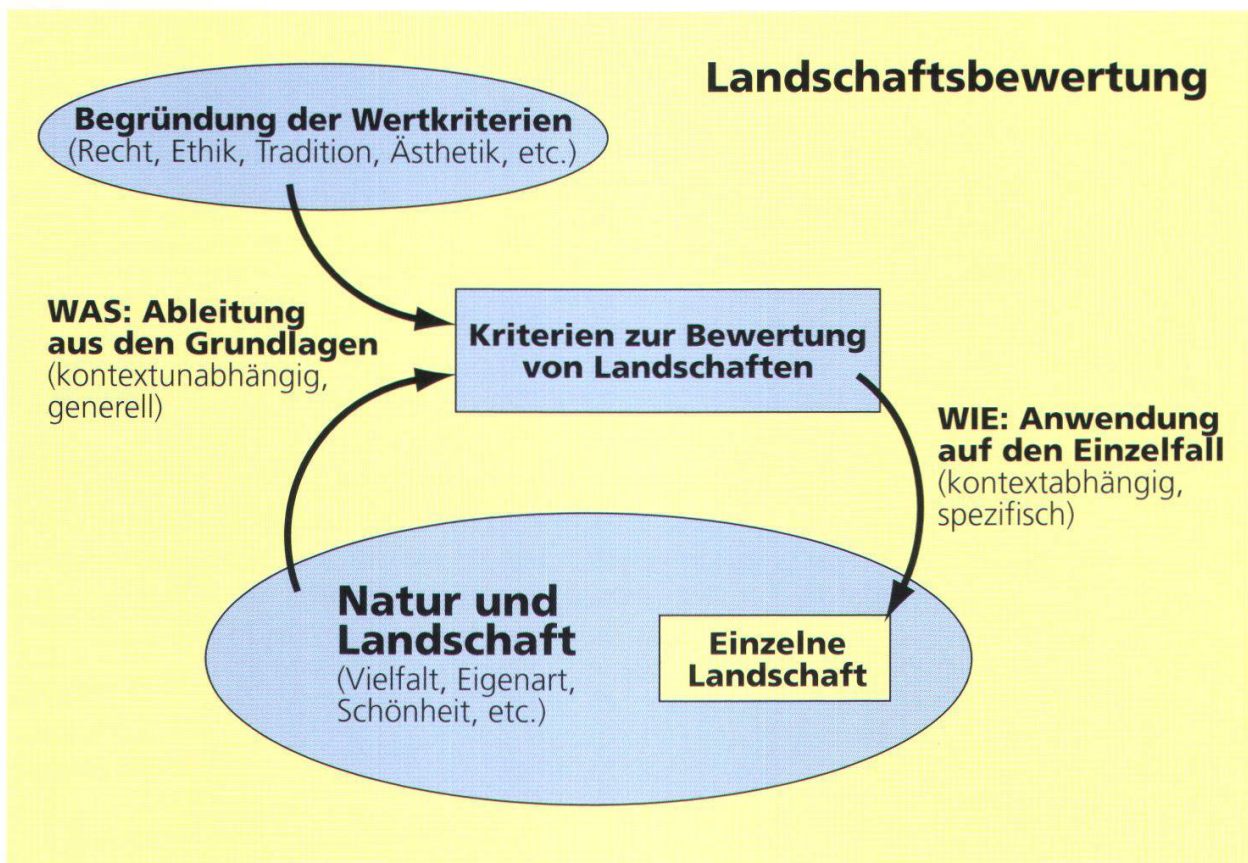 Landschaftsbewertung
Begründung der Wertkriterien
(Recht, Ethik, Tradition, Ästhetik, etc.)
WAS: Ableitung
aus den Grundlagen
(kontextunabhängig,
generell)
Kriterien zur Bewertung
von Landschaften
WIE: Anwendung
auf den Einzelfall
(kontextabhängig,
spezifisch)
Natur und
Landschaft
(Vielfalt, Eigenart,
Schönheit, etc.)
Einzelne
Landschaft